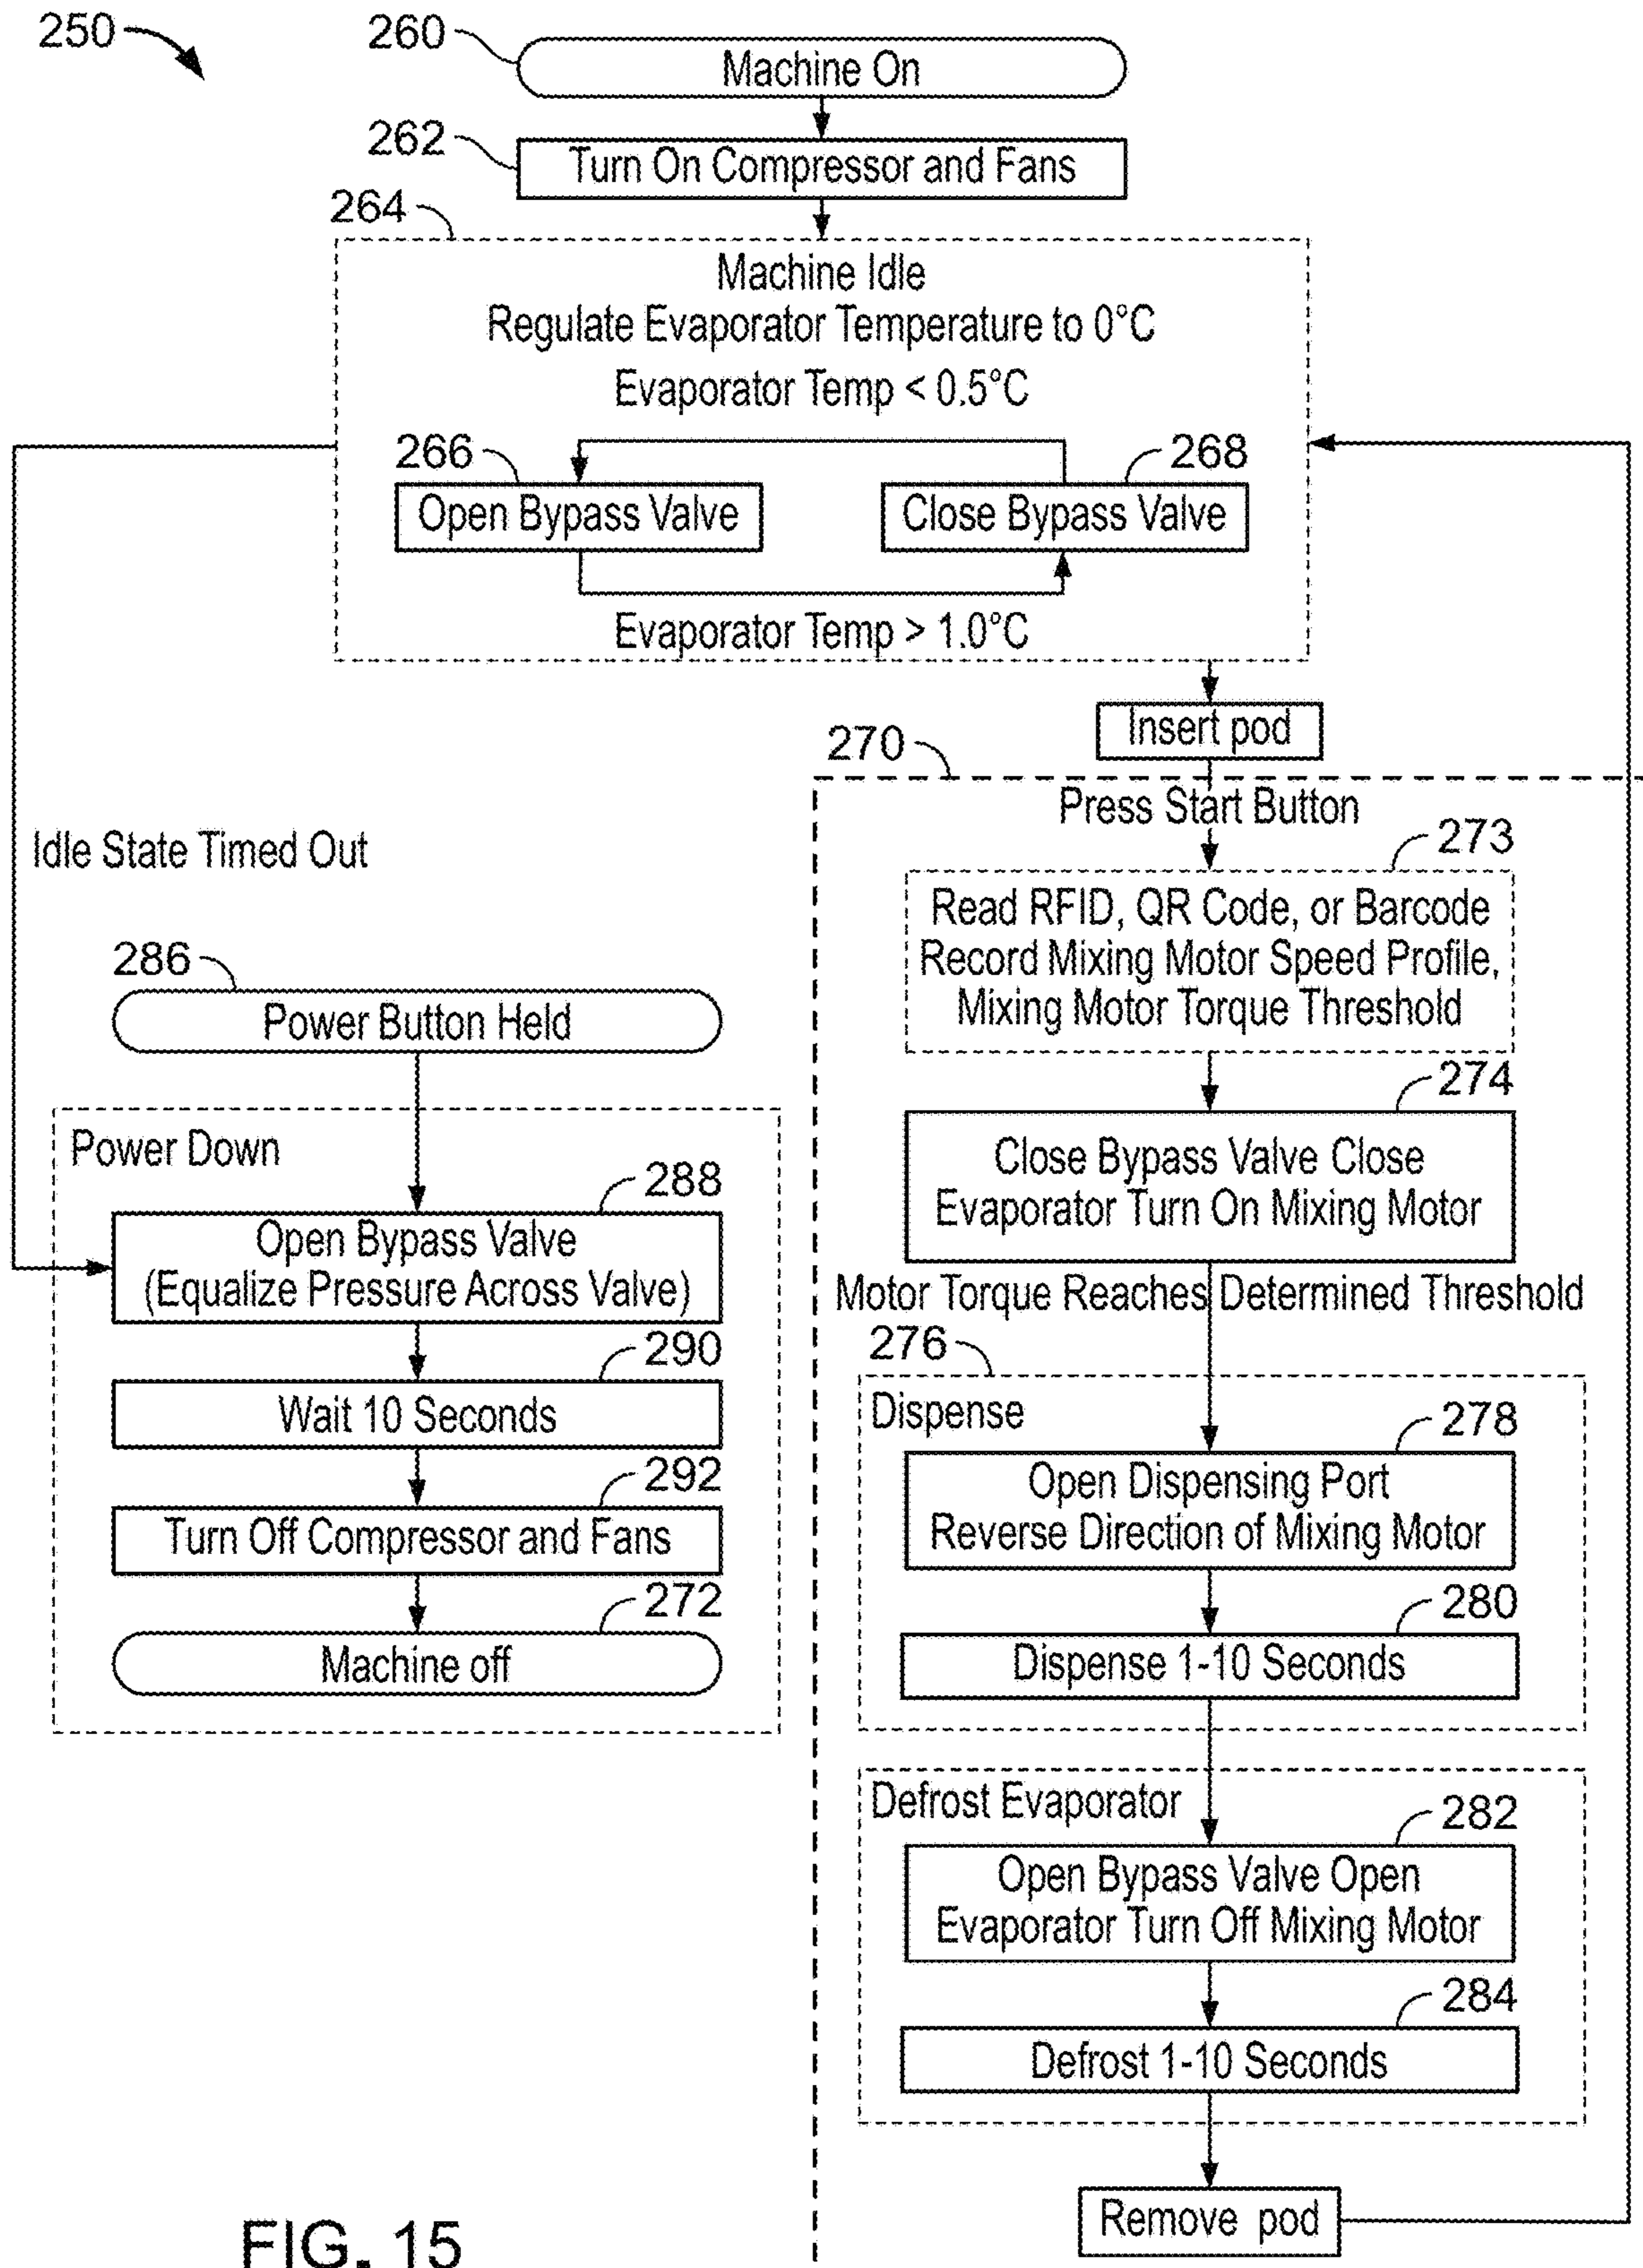 250
260
Machine On
262
Turn On Compressor and Fans
264
Machine Idle
Regulate Evaporator Temperature to 0°C
Evaporator Temp < 0.5°C
266
268
Open Bypass Valve
Close Bypass Valve
Evaporator Temp > 1.0°C
Insert pod
270
Press Start Button
273
Read RFID, QR Code, or Barcode
Record Mixing Motor Speed Profile,
Mixing Motor Torque Threshold
274
Close Bypass Valve Close
Evaporator Turn On Mixing Motor
Motor Torque Reaches Determined Threshold
276
Dispense
278
Open Dispensing Port
Reverse Direction of Mixing Motor
280
Dispense 1-10 Seconds
Defrost Evaporator
282
Open Bypass Valve Open
Evaporator Turn Off Mixing Motor
284
Defrost 1-10 Seconds
Remove pod
Idle State Timed Out
286
Power Button Held
Power Down
288
Open Bypass Valve
(Equalize Pressure Across Valve)
290
Wait 10 Seconds
292
Turn Off Compressor and Fans
272
Machine off
FIG. 15